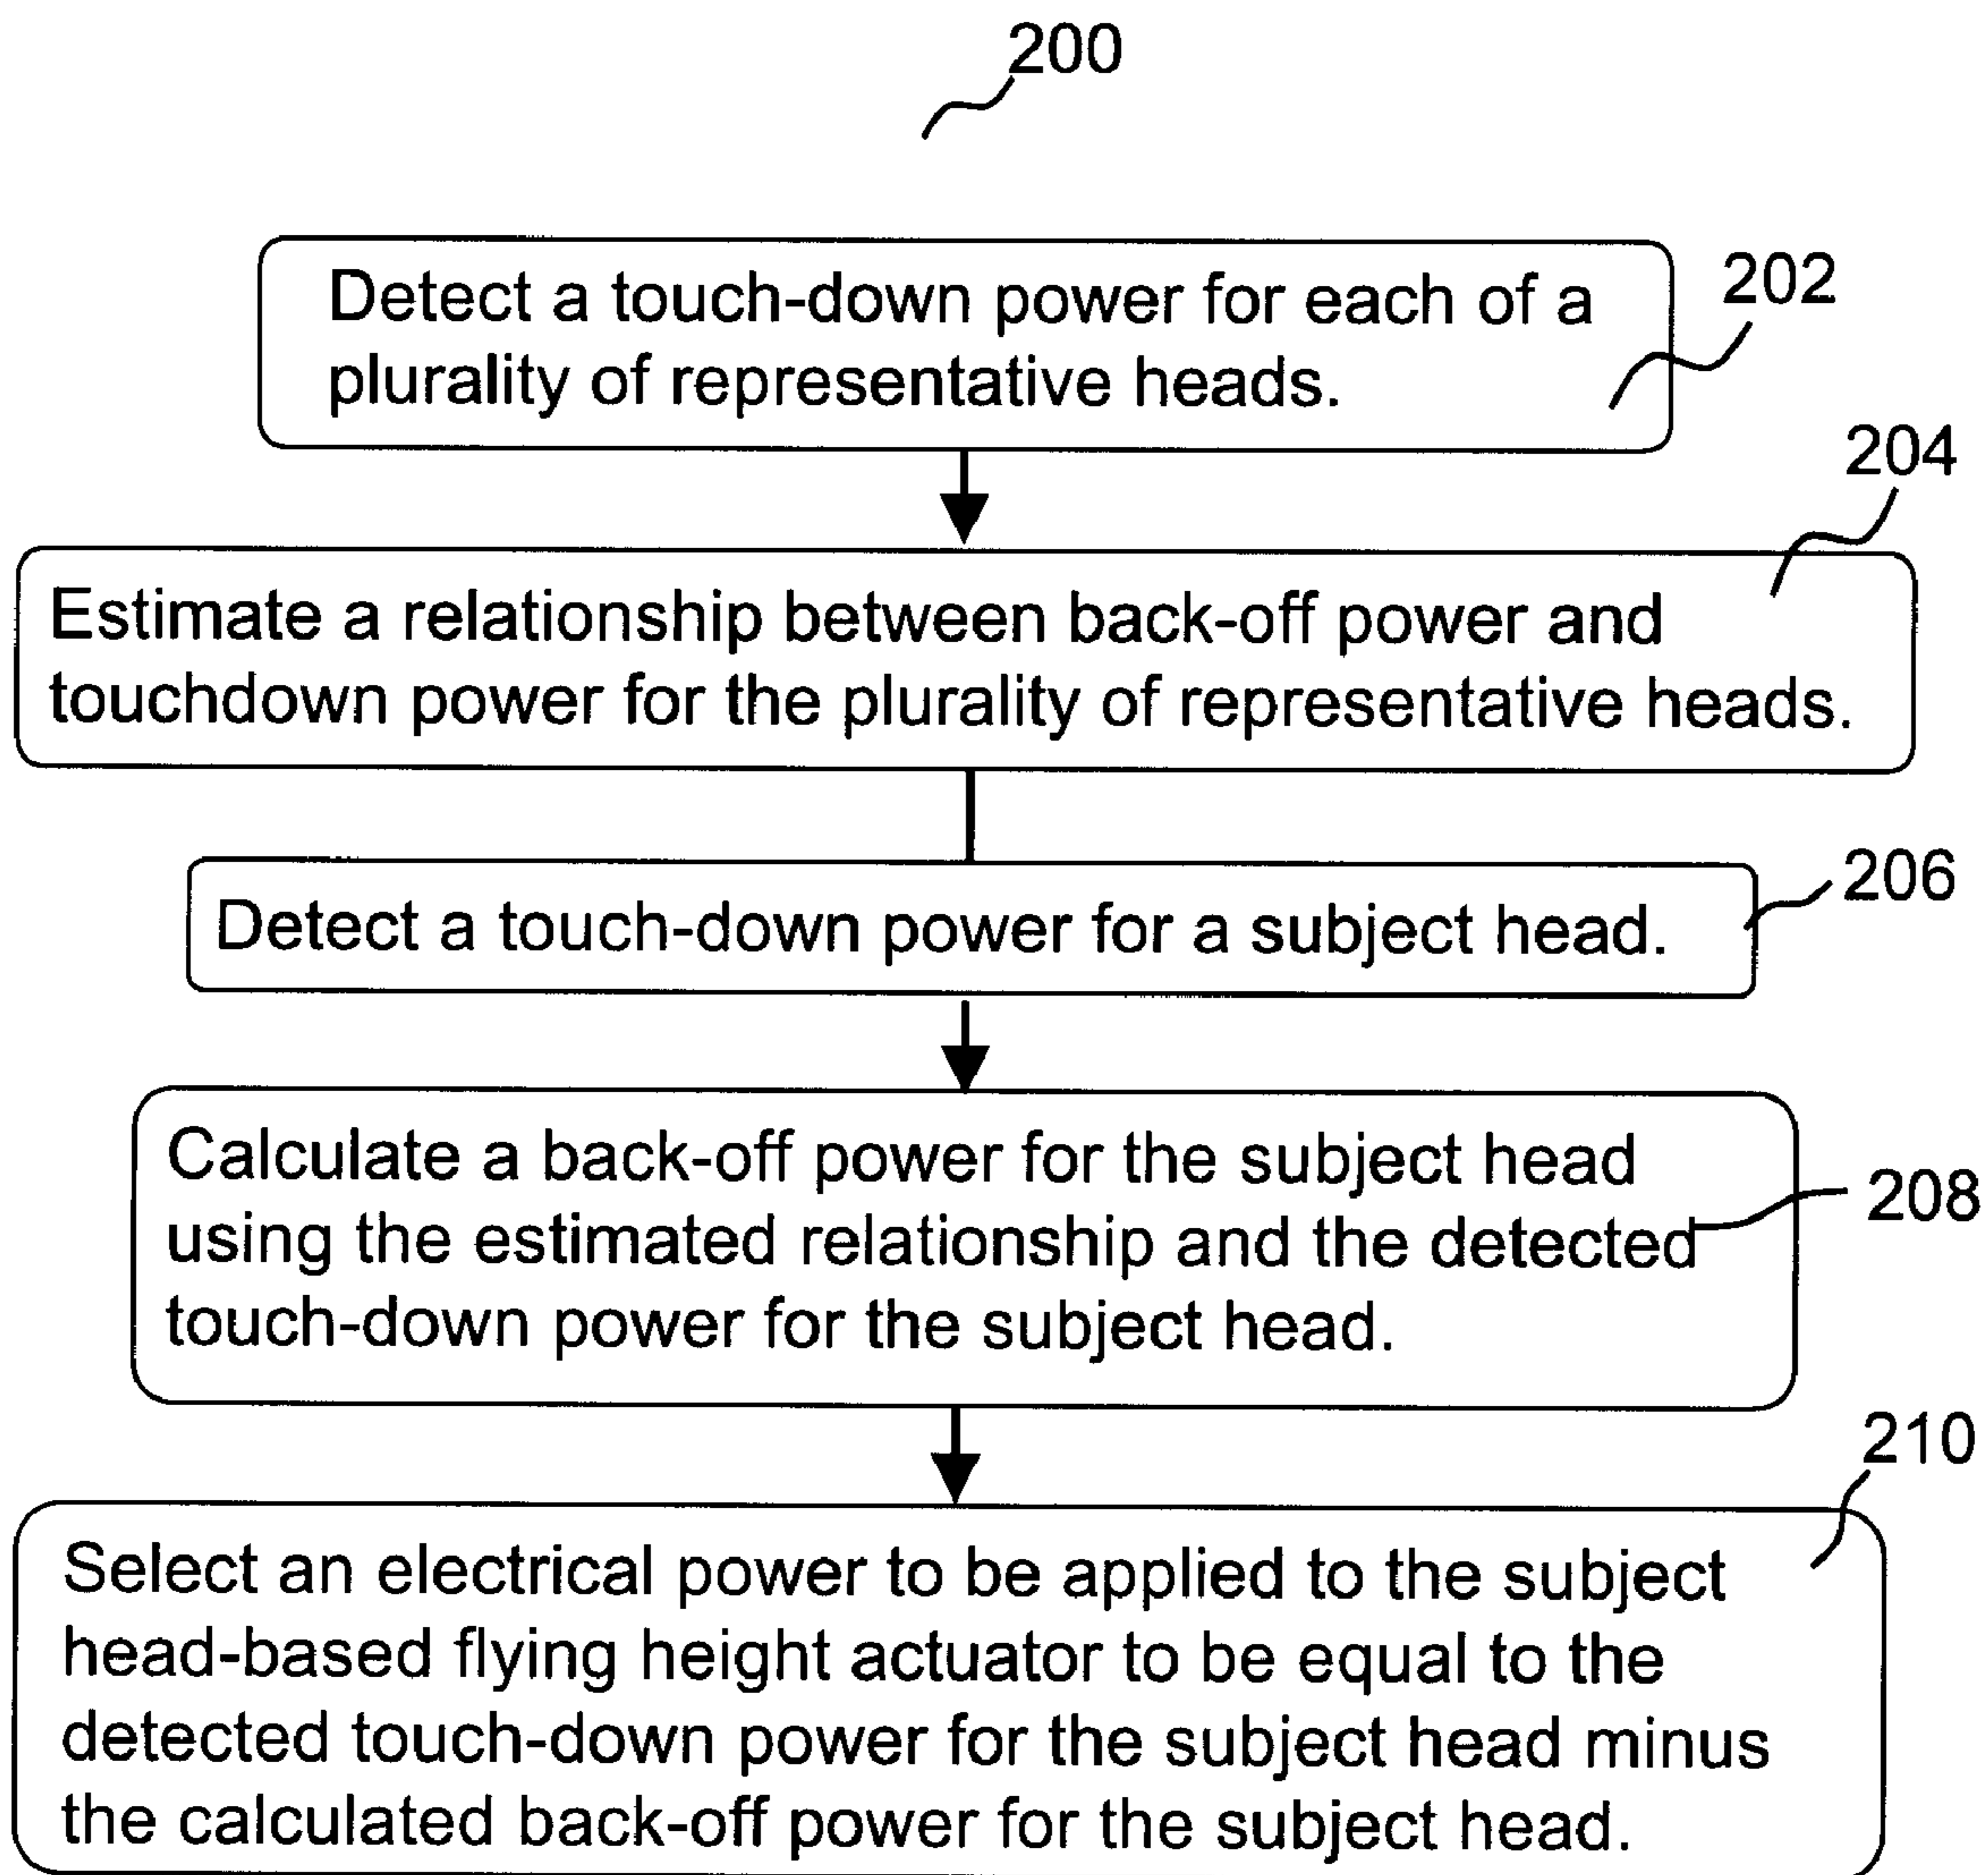 200
Detect a touch-down power for each of a
plurality of representative heads.
202
204
Estimate a relationship between back-off power and
touchdown power for the plurality of representative heads.
206
Detect a touch-down power for a subject head.
Calculate a back-off power for the subject head
using the estimated relationship and the detected
touch-down power for the subject head.
208
210
Select an electrical power to be applied to the subject
head-based flying height actuator to be equal to the
detected touch-down power for the subject head minus
the calculated back-off power for the subject head.